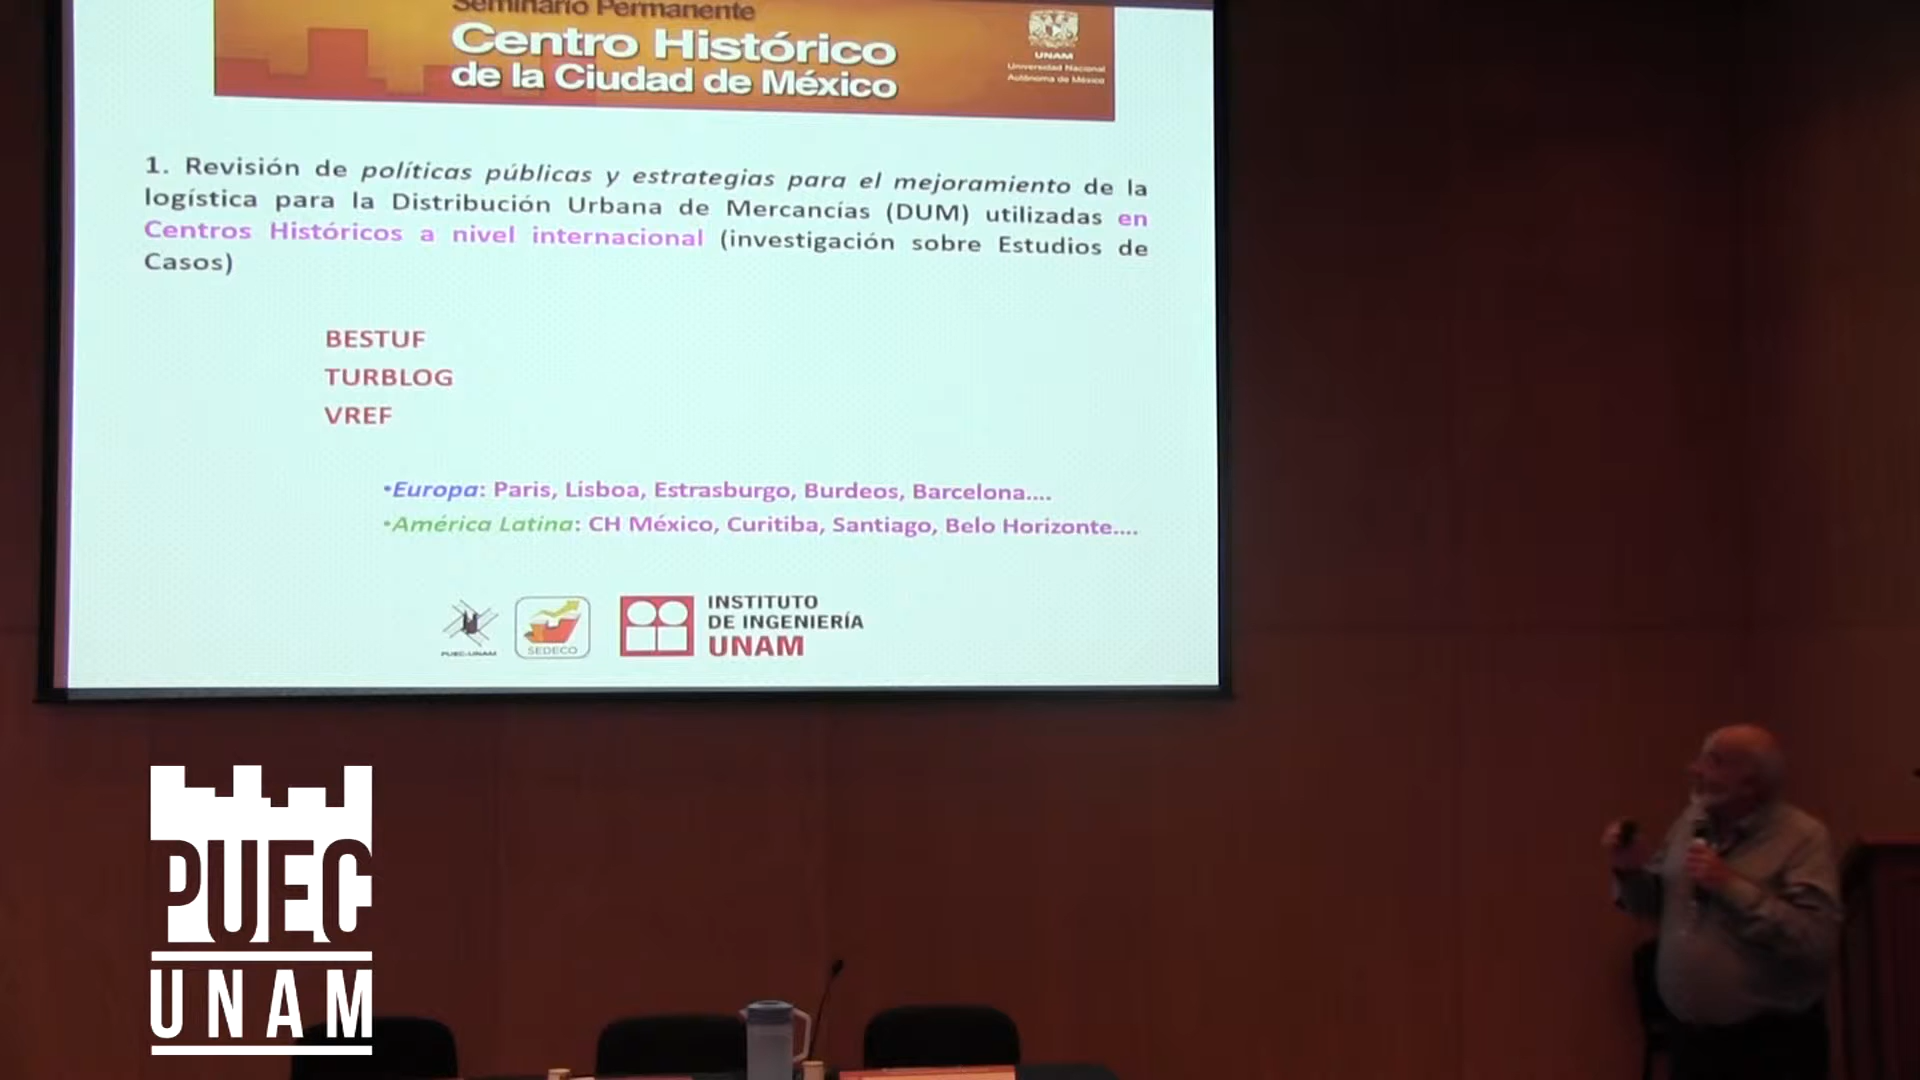 Seminario Permanente
Centro Histórico
de la Ciudad de México
UNAM
Universidad Nacional
Autónoma de México
1. Revisión de políticas públicas y estrategias para el mejoramiento de la
logística para la Distribución Urbana de Mercancías (DUM) utilizadas en
Centros Históricos a nivel internacional (investigación sobre Estudios de
Casos)
BESTUF
TURBLOG
VREF
•Europa: Paris, Lisboa, Estrasburgo, Burdeos, Barcelona....
•América Latina: CH México, Curitiba, Santiago, Belo Horizonte....
PUEC-UNAM
SEDECO
INSTITUTO
DE INGENIERÍA
UNAM
PUEC
UNAM